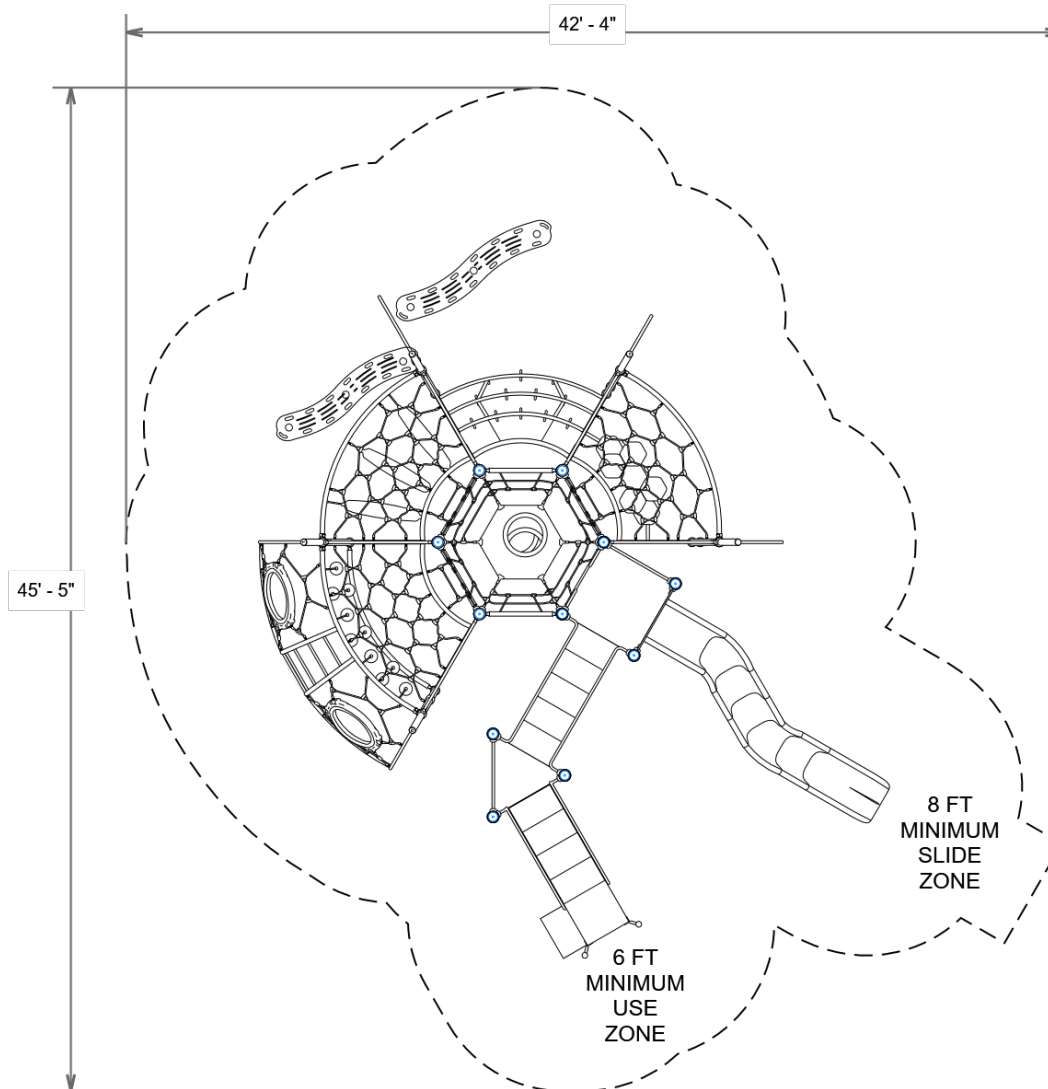 42' - 4"
45' - 5"
8 FT
MINIMUM
SLIDE
ZONE
6 FT
MINIMUM
USE
ZONE